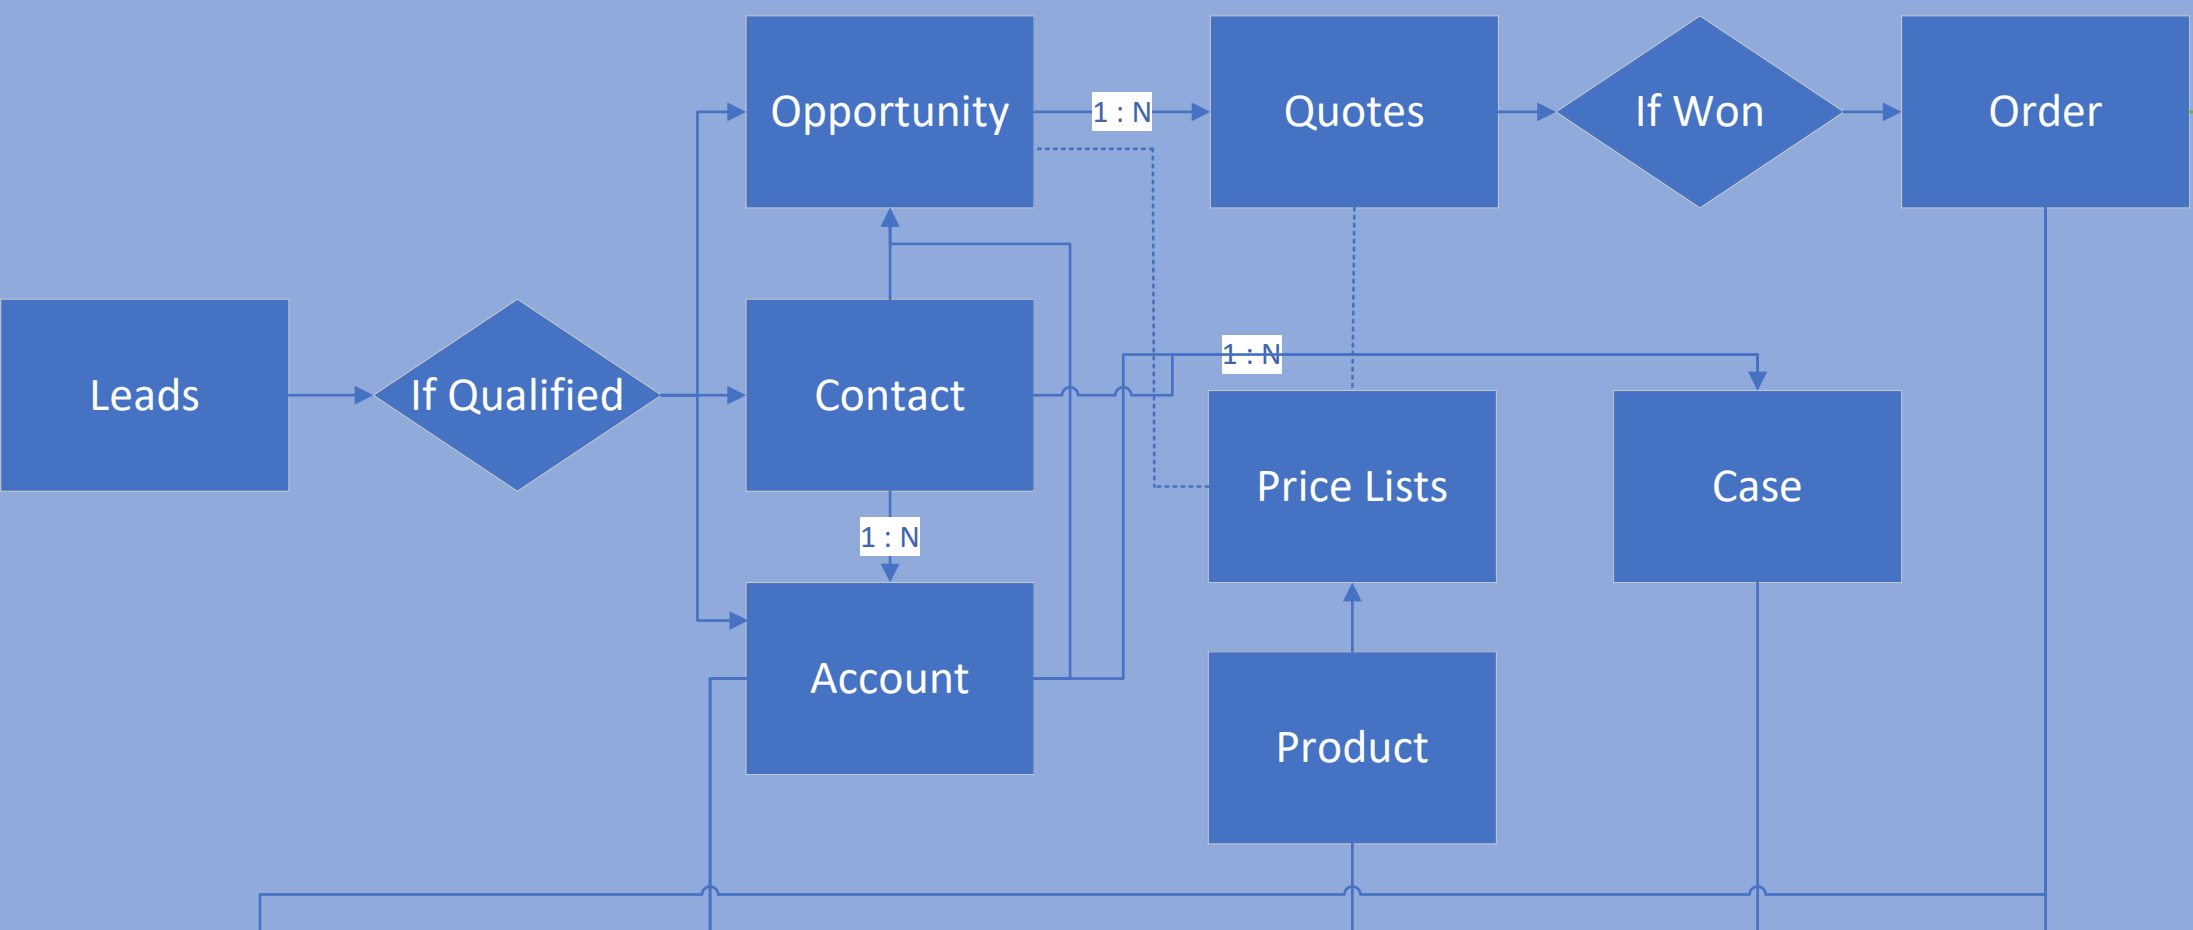 Opportunity
1 : N
Quotes
If Won
Order
Leads
If Qualified
Contact
1 : N
Price Lists
Case
1 : N
Account
Product